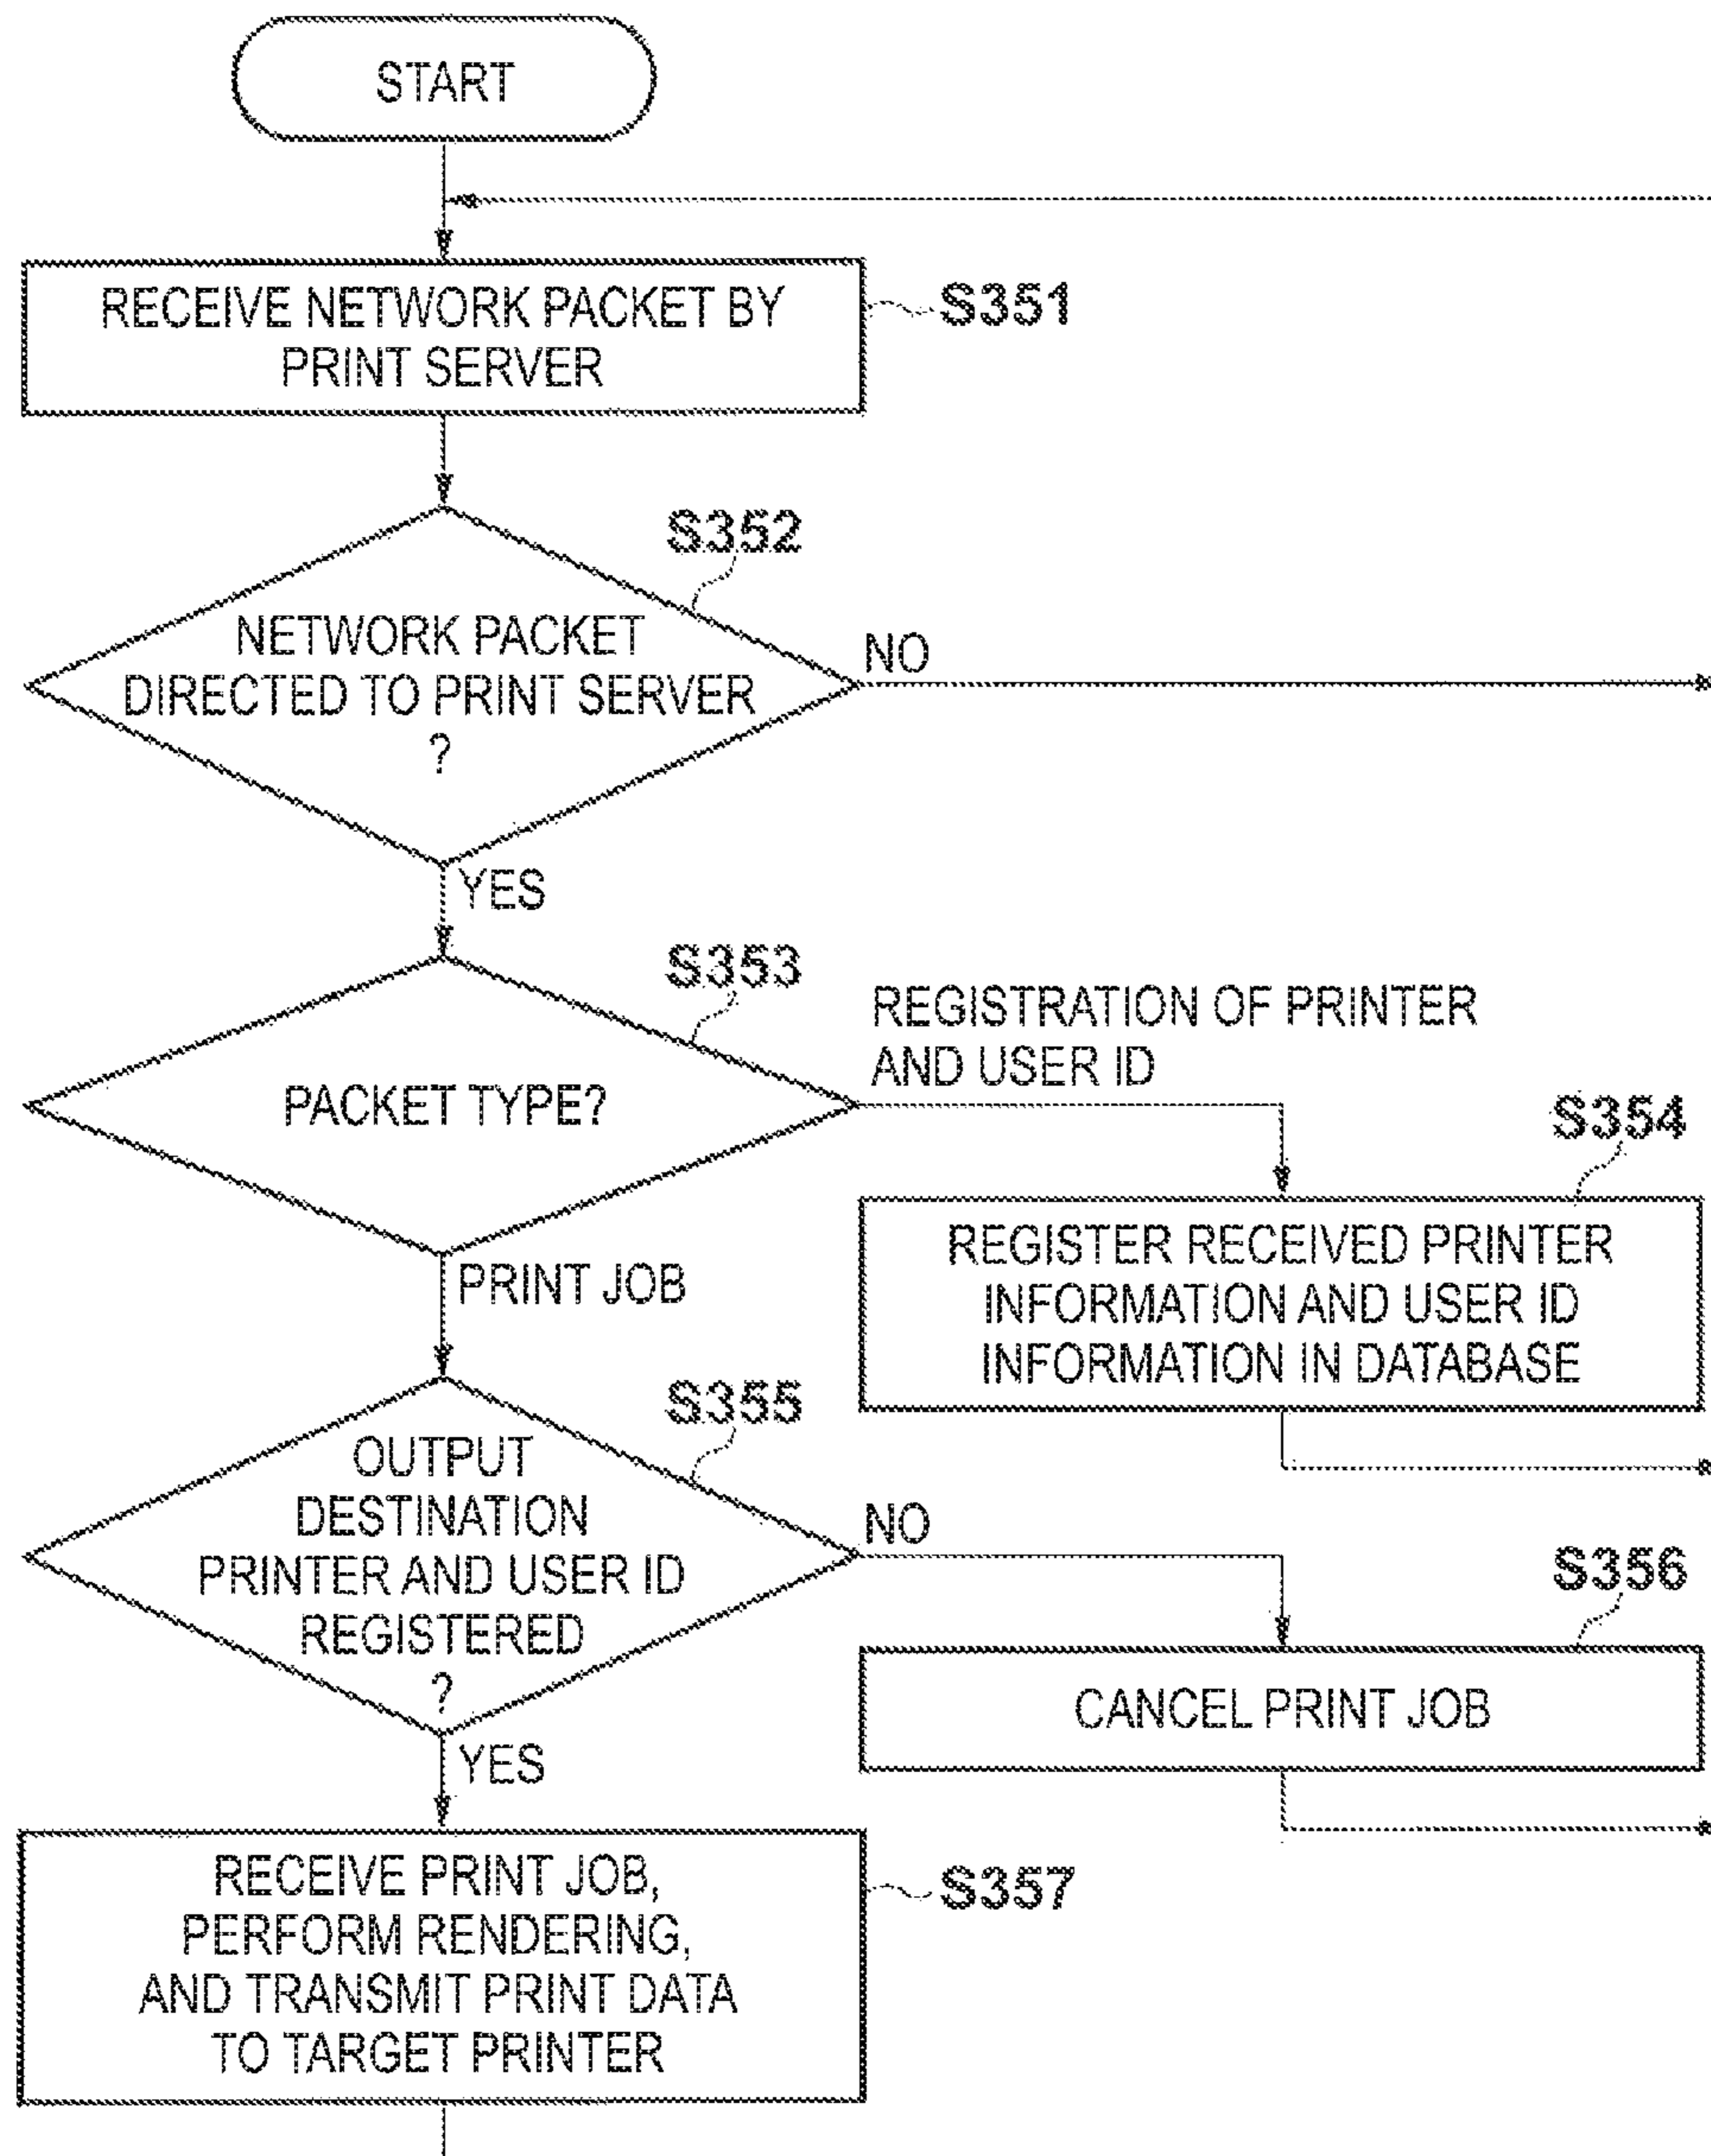 START
RECEIVE NETWORK PACKET BY
PRINT SERVER
S351
S352
NETWORK PACKET
DIRECTED TO PRINT SERVER
?
NO
YES
S353
PACKET TYPE?
REGISTRATION OF PRINTER
AND USER ID
S354
REGISTER RECEIVED PRINTER
INFORMATION AND USER ID
INFORMATION IN DATABASE
PRINT JOB
S355
OUTPUT
DESTINATION
PRINTER AND USER ID
REGISTERED
?
NO
S356
CANCEL PRINT JOB
YES
RECEIVE PRINT JOB,
PERFORM RENDERING,
AND TRANSMIT PRINT DATA
TO TARGET PRINTER
S357